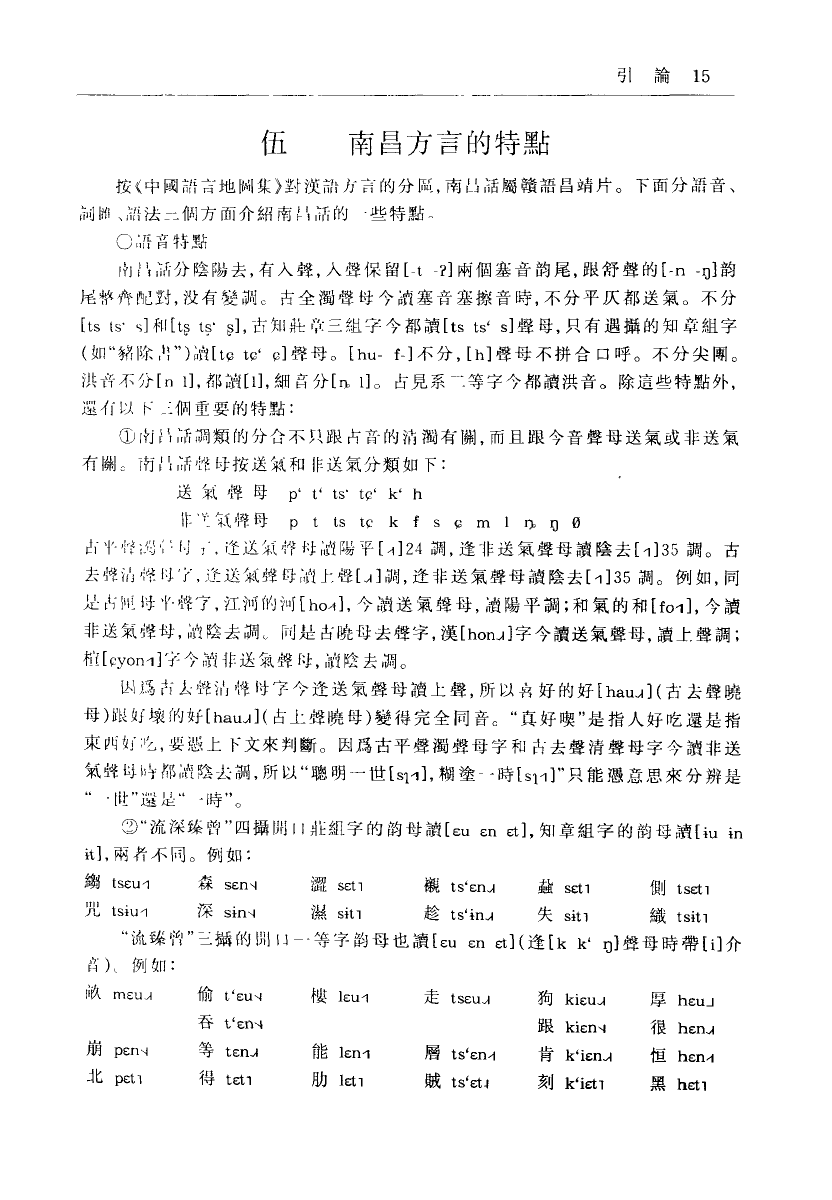 引 論 15
伍 南昌方言的特點
按《中國語言地圖集》對漢語方言的分區,南昌話屬贛語昌靖片。下面分語音、
詞匯、語法三個方面介紹南昌話的一些特點。
〇語音特點
南昌話分陰陽去,有入聲,入聲保留[-t -ʔ]兩個塞音韵尾,跟舒聲的[-n -ŋ]韵
尾整齊配對,没有變調。古全濁聲母今讀塞音塞擦音時,不分平仄都送氣。不分
[ts tsʻ s]和[tʂ tʂʻ ʂ],古知莊章三組字今都讀[ts tsʻ s]聲母,只有遇攝的知章組字
(如“豬除書”)讀[tɕ tɕʻ ɕ]聲母。[hu- f-]不分,[h]聲母不拼合口呼。不分尖團。
洪音不分[n l],都讀[l],細音分[ȵ l]。古見系二等字今都讀洪音。除這些特點外,
還有以下三個重要的特點:
①南昌話調類的分合不只跟古音的清濁有關,而且跟今音聲母送氣或非送氣
有關。南昌話聲母按送氣和非送氣分類如下:
送氣聲母 pʻ tʻ tsʻ tɕʻ kʻ h
非送氣聲母 p t ts tɕ k f s ɕ m l ȵ ŋ Ø
古平聲濁聲母字,逢送氣聲母讀陽平[˨˦]24 調,逢非送氣聲母讀陰去[˧˥]35 調。古
去聲清聲母字,逢送氣聲母讀上聲[˨˩˧]調,逢非送氣聲母讀陰去[˧˥]35 調。例如,同
是古匣母平聲字,江河的河[ho˨˦],今讀送氣聲母,讀陽平調;和氣的和[fo˧˥],今讀
非送氣聲母,讀陰去調。同是古曉母去聲字,漢[hon˨˩˧]字今讀送氣聲母,讀上聲調;
楦[ɕyon˧˥]字今讀非送氣聲母,讀陰去調。
因爲古去聲清聲母字今逢送氣聲母讀上聲,所以喜好的好[hau˨˩˧](古去聲曉
母)跟好壞的好[hau˨˩˧](古上聲曉母)變得完全同音。“真好喫”是指人好吃還是指
東西好吃,要憑上下文來判斷。因爲古平聲濁聲母字和古去聲清聲母字今讀非送
氣聲母時都讀陰去調,所以“聰明一世[sɿ˧˥],糊塗一時[sɿ˧˥]”只能憑意思來分辨是
“一世”還是“一時”。
②“流深臻曾”四攝開口莊組字的韵母讀[ɛu ɛn ɛt],知章組字的韵母讀[ɨu ɨn
ɨt],兩者不同。例如:
縐 tsɛu˧˥ 森 sɛn˦˨ 澀 sɛt˥ 襯 tsʻɛn˨˩˧ 蝨 sɛt˥ 側 tsɛt˥
咒 tsɨu˧˥ 深 sɨn˦˨ 濕 sɨt˥ 趁 tsʻɨn˨˩˧ 失 sɨt˥ 織 tsɨt˥
“流臻曾”三攝的開口一等字韵母也讀[ɛu ɛn ɛt](逢[k kʻ ŋ]聲母時帶[i]介
音)。例如:
畝 mɛu˨˩˧ 偷 tʻɛu˦˨ 樓 lɛu˧˥ 走 tsɛu˨˩˧ 狗 kiɛu˨˩˧ 厚 hɛu˨˩
吞 tʻɛn˦˨ 跟 kiɛn˦˨ 很 hɛn˨˩˧
崩 pɛn˦˨ 等 tɛn˨˩˧ 能 lɛn˧˥ 層 tsʻɛn˨˦ 肯 kʻiɛn˨˩˧ 恒 hɛn˨˦
北 pɛt˥ 得 tɛt˥ 肋 lɛt˥ 賊 tsʻɛt˨ 刻 kʻiɛt˥ 黑 hɛt˥